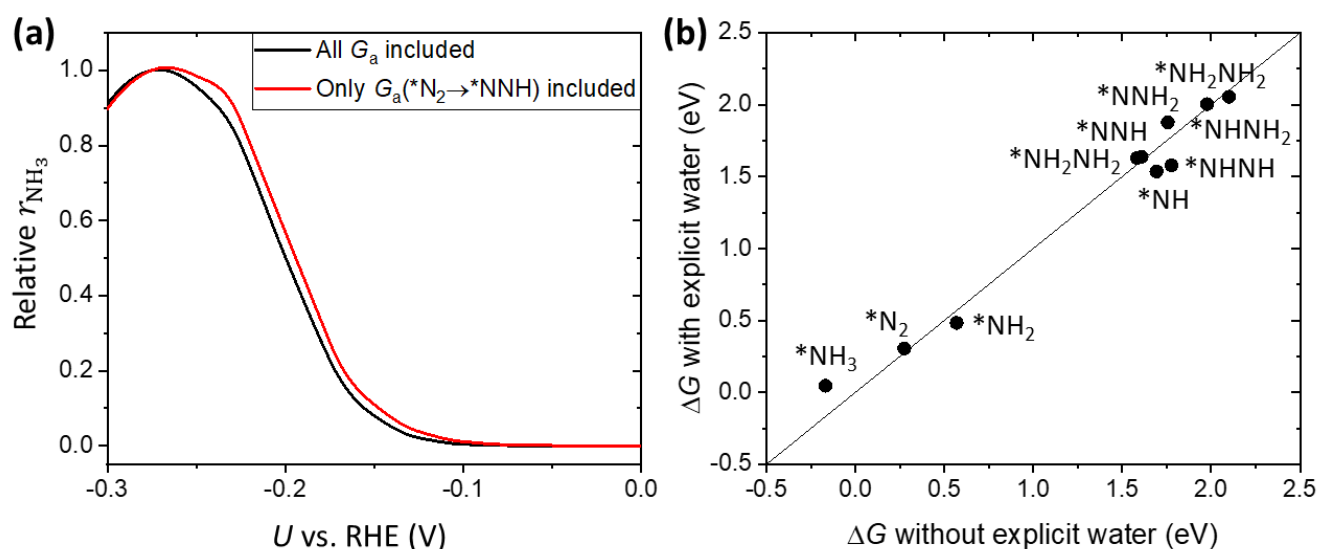 (a)
All Ga included
Only Ga(*N2→*NNH) included
Relative rNH3
1.0
0.8
0.6
0.4
0.2
0.0
-0.3
-0.2
-0.1
0.0
U vs. RHE (V)
(b)
ΔG with explicit water (eV)
2.5
2.0
1.5
1.0
0.5
0.0
-0.5
*NH2NH2
*NNH2
*NNH
*NHNH2
*NH2NH2
*NHNH
*NH
*N2
*NH2
*NH3
-0.5
0.0
0.5
1.0
1.5
2.0
2.5
ΔG without explicit water (eV)